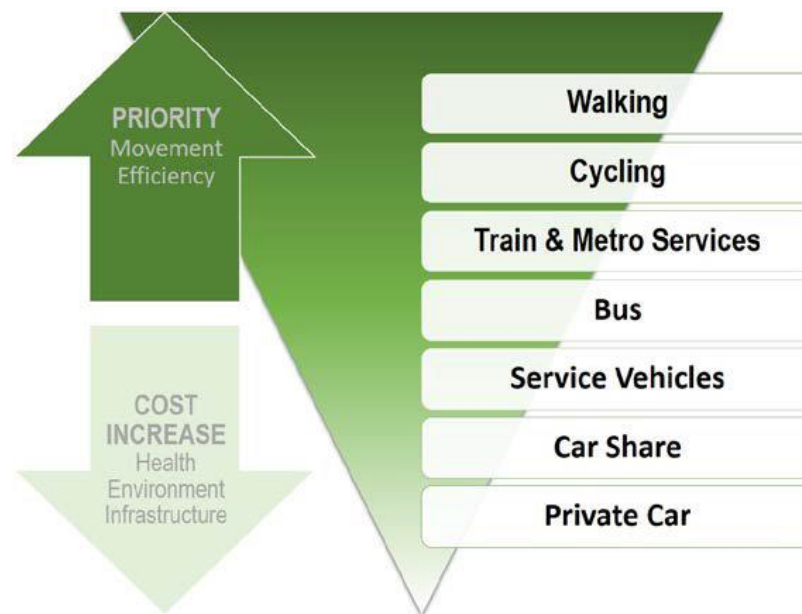 PRIORITY
Movement
Efficiency
COST
INCREASE
Health
Environment
Infrastructure
Walking
Cycling
Train & Metro Services
Bus
Service Vehicles
Car Share
Private Car